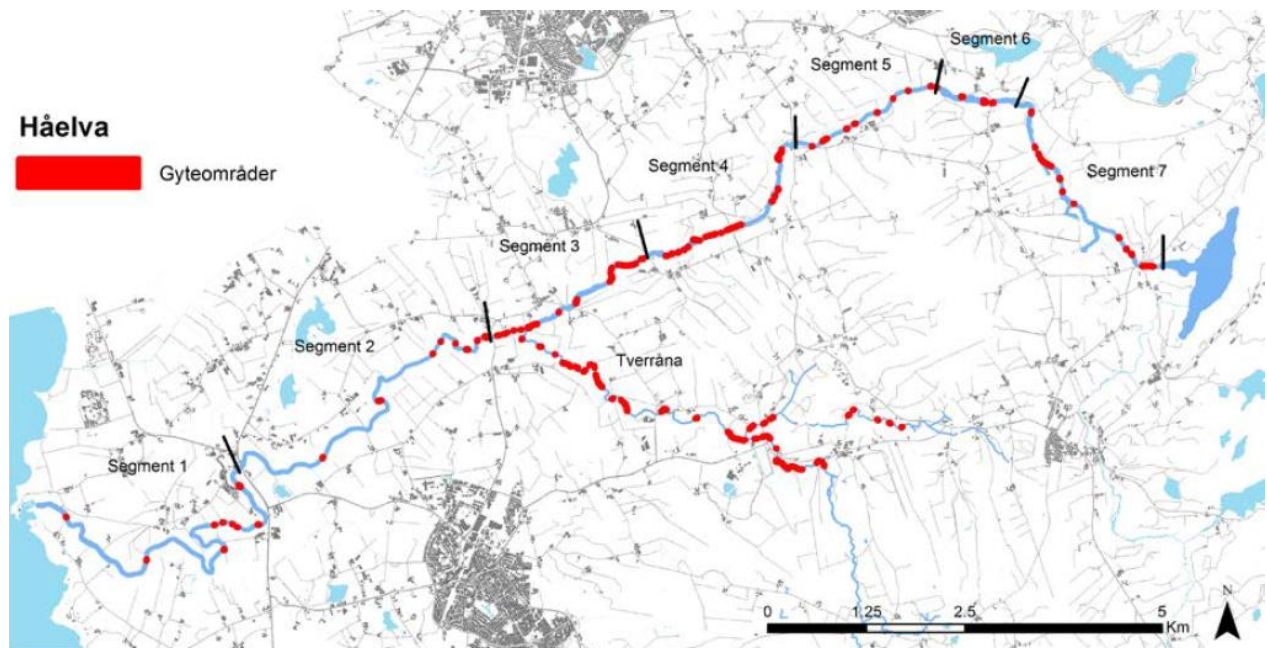 Segment 6
Segment 5
Håelva
Gyteområder
Segment 4
Segment 7
Segment 3
Segment 2
Tverråna
Segment 1
N
0 1.25 2.5 5
Km